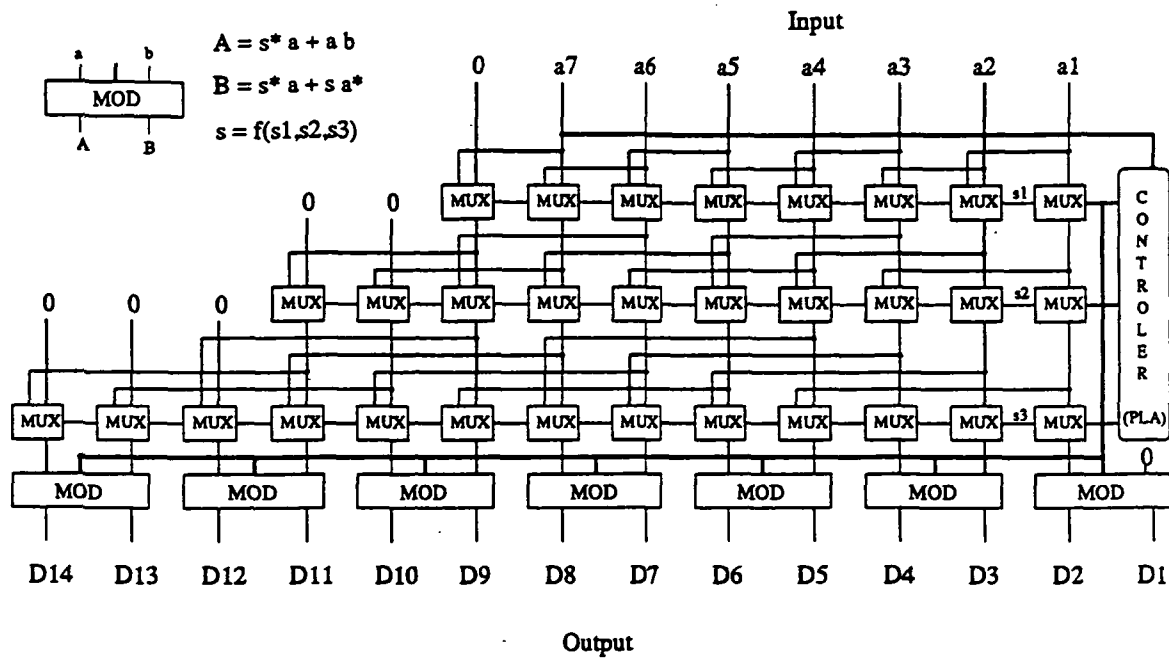 Input
a b
MOD
A B
A = s* a + a b
B = s* a + s a*
s = f(s1,s2,s3)
0 a7 a6 a5 a4 a3 a2 a1
MUX MUX MUX MUX MUX MUX MUX s1 MUX
0 0
MUX MUX MUX MUX MUX MUX MUX MUX MUX s2 MUX
0 0 0
MUX MUX MUX MUX MUX MUX MUX MUX MUX MUX MUX MUX s3 MUX
CONTROLER
(PLA)
0
MOD MOD MOD MOD MOD MOD MOD
D14 D13 D12 D11 D10 D9 D8 D7 D6 D5 D4 D3 D2 D1
Output